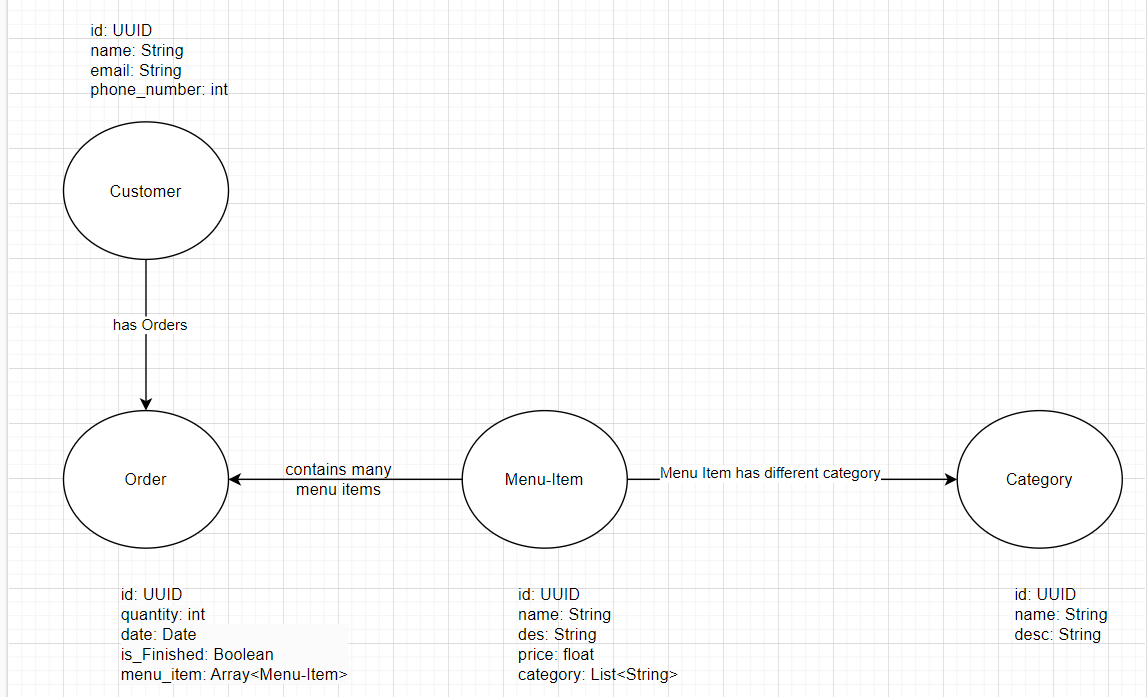 id: UUID
name: String
email: String
phone_number: int
Customer
has Orders
Order
contains many
menu items
Menu-Item
Menu Item has different category
Category
id: UUID
quantity: int
date: Date
is_Finished: Boolean
menu_item: Array<Menu-Item>
id: UUID
name: String
des: String
price: float
category: List<String>
id: UUID
name: String
desc: String